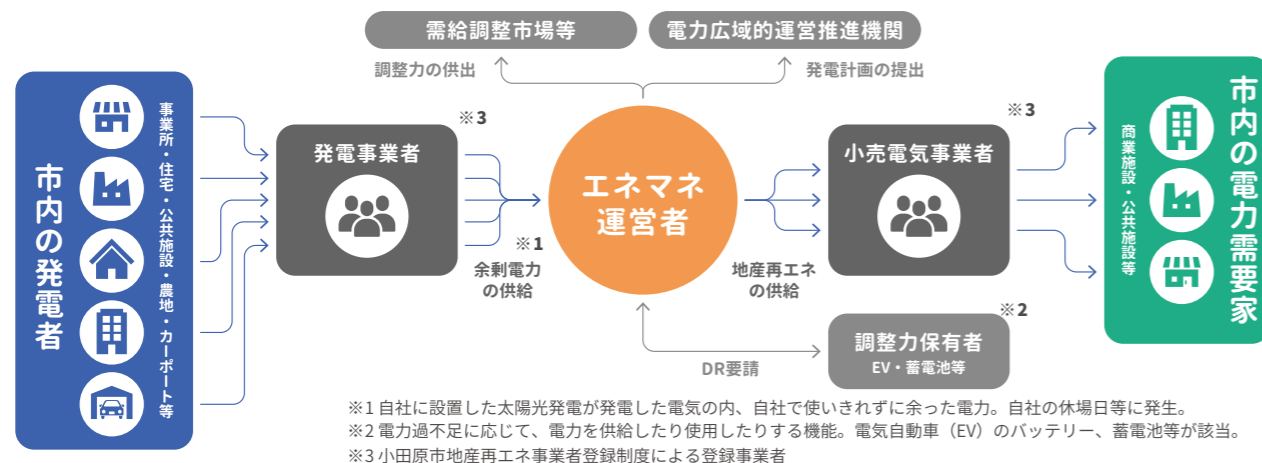 需給調整市場等
電力広域的運営推進機関
調整力の供出
発電計画の提出
市内の発電者
事業所・住宅・公共施設・農地・カーポート等
※3
発電事業者
※1
余剰電力
の供給
エネマネ
運営者
地産再エネ
の供給
※3
小売電気事業者
商業施設・公共施設等
市内の電力需要家
※2
調整力保有者
EV・蓄電池等
DR要請
※1 自社に設置した太陽光発電が発電した電気の内、自社で使いきれずに余った電力。自社の休場日等に発生。
※2 電力過不足に応じて、電力を供給したり使用したりする機能。電気自動車（EV）のバッテリー、蓄電池等が該当。
※3 小田原市地産再エネ事業者登録制度による登録事業者